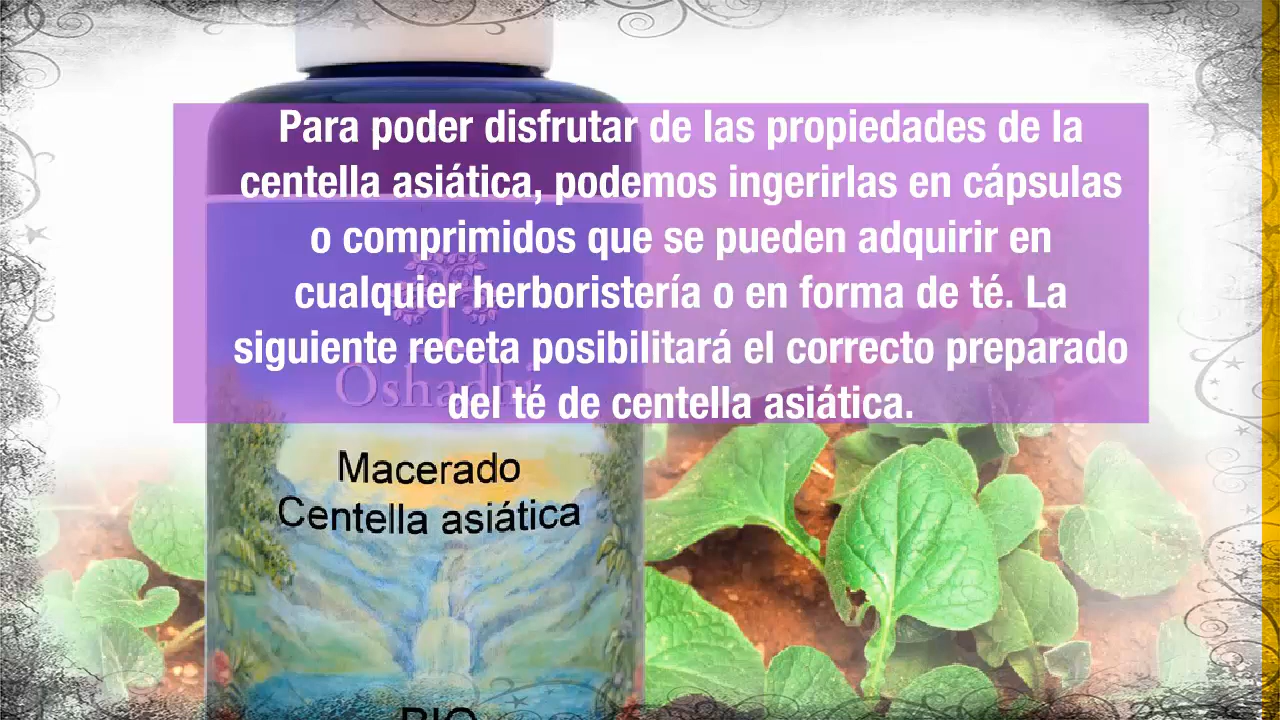 Para poder disfrutar de las propiedades de la
centella asiática, podemos ingerirlas en cápsulas
o comprimidos que se pueden adquirir en
cualquier herboristería o en forma de té. La
siguiente receta posibilitará el correcto preparado
del té de centella asiática.
Oshadhi
Macerado
Centella asiática
BIO